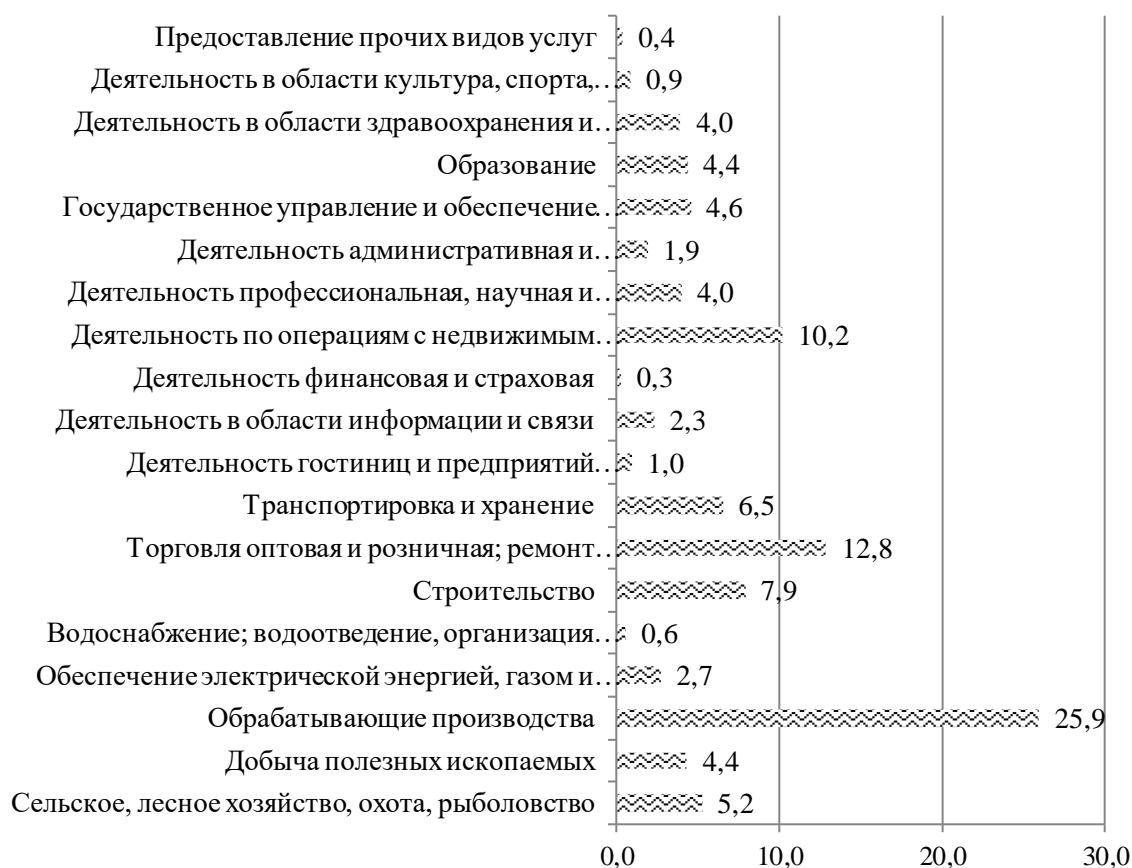 Предоставление прочих видов услуг 0,4
Деятельность в области культура, спорта,… 0,9
Деятельность в области здравоохранения и… 4,0
Образование 4,4
Государственное управление и обеспечение… 4,6
Деятельность административная и… 1,9
Деятельность профессиональная, научная и… 4,0
Деятельность по операциям с недвижимым… 10,2
Деятельность финансовая и страховая 0,3
Деятельность в области информации и связи 2,3
Деятельность гостиниц и предприятий… 1,0
Транспортировка и хранение 6,5
Торговля оптовая и розничная; ремонт… 12,8
Строительство 7,9
Водоснабжение; водоотведение, организация… 0,6
Обеспечение электрической энергией, газом и… 2,7
Обрабатывающие производства 25,9
Добыча полезных ископаемых 4,4
Сельское, лесное хозяйство, охота, рыболовство 5,2
0,0 10,0 20,0 30,0